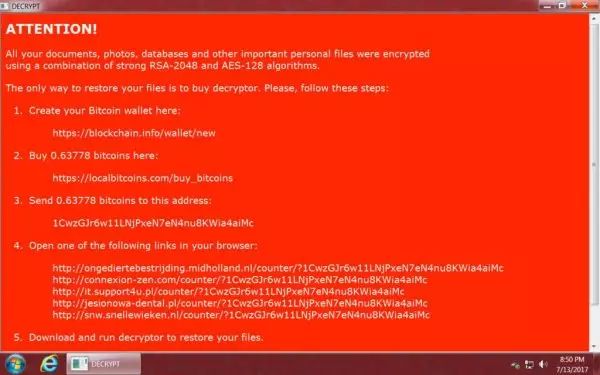 DECRYPT
ATTENTION!
All your documents, photos, databases and other important personal files were encrypted
using a combination of strong RSA-2048 and AES-128 algorithms.
The only way to restore your files is to buy decryptor. Please, follow these steps:
1. Create your Bitcoin wallet here:
https://blockchain.info/wallet/new
2. Buy 0.63778 bitcoins here:
https://localbitcoins.com/buy_bitcoins
3. Send 0.63778 bitcoins to this address:
1CwzGJr6w11LNjPxeN7eN4nu8KWia4aiMc
4. Open one of the following links in your browser:
http://ongediertebestrijding.midholland.nl/counter/?1CwzGJr6w11LNjPxeN7eN4nu8KWia4aiMc
http://connexion-zen.com/counter/?1CwzGJr6w11LNjPxeN7eN4nu8KWia4aiMc
http://it.support4u.pl/counter/?1CwzGJr6w11LNjPxeN7eN4nu8KWia4aiMc
http://jesionowa-dental.pl/counter/?1CwzGJr6w11LNjPxeN7eN4nu8KWia4aiMc
http://snw.snellewieken.nl/counter/?1CwzGJr6w11LNjPxeN7eN4nu8KWia4aiMc
5. Download and run decryptor to restore your files.
DECRYPT
8:50 PM
7/13/2017